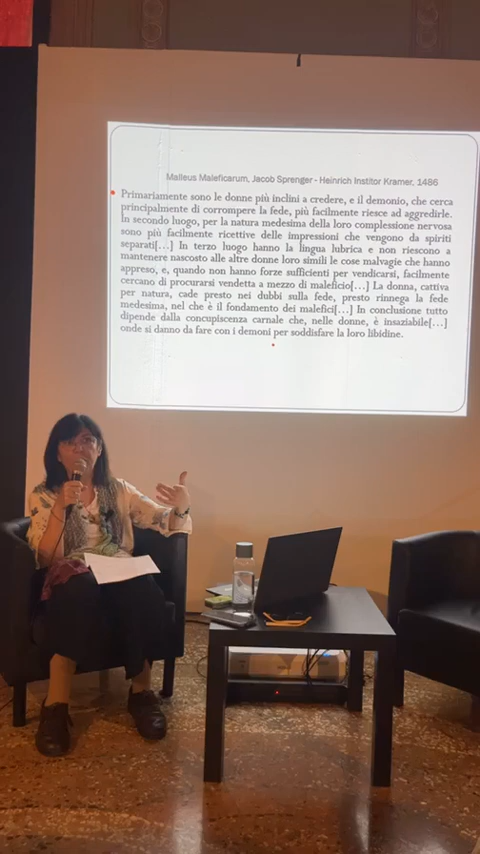 Malleus Maleficarum, Jacob Sprenger - Heinrich Institor Kramer, 1486
Primariamente sono le donne più inclini a credere, e il demonio, che cerca
principalmente di corrompere la fede, più facilmente riesce ad aggredirle.
In secondo luogo, per la natura medesima della loro complessione nervosa
sono più facilmente ricettive delle impressioni che vengono da spiriti
separati[...] In terzo luogo hanno la lingua lubrica e non riescono a
mantenere nascosto alle altre donne loro simili le cose malvagie che hanno
appreso, e, quando non hanno forze sufficienti per vendicarsi, facilmente
cercano di procurarsi vendetta a mezzo di maleficio[...] La donna, cattiva
per natura, cade presto nei dubbi sulla fede, presto rinnega la fede
medesima, nel che è il fondamento dei malefici[...] In conclusione tutto
dipende dalla concupiscenza carnale che, nelle donne, è insaziabile[...]
onde si danno da fare con i demoni per soddisfare la loro libidine.